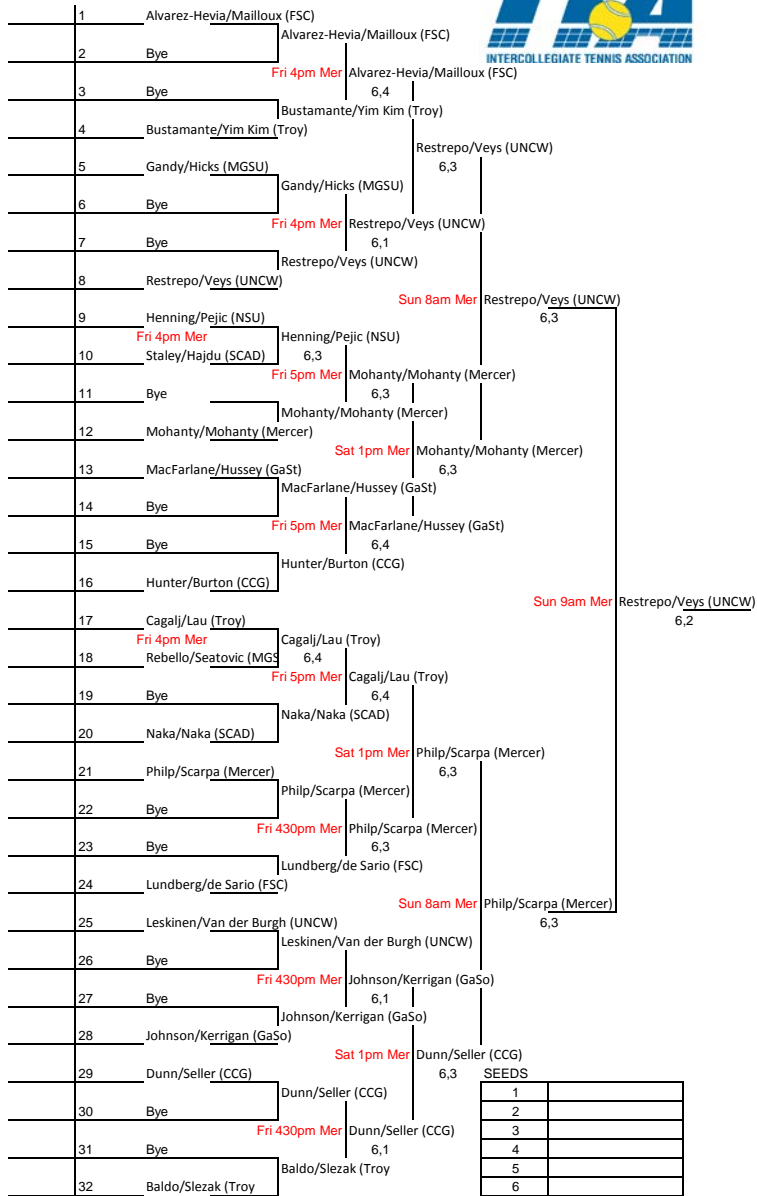 INTERCOLLEGIATE TENNIS ASSOCIATION
1 Alvarez-Hevia/Mailloux (FSC)
Alvarez-Hevia/Mailloux (FSC)
2 Bye
Fri 4pm Mer Alvarez-Hevia/Mailloux (FSC)
3 Bye 6,4
Bustamante/Yim Kim (Troy)
4 Bustamante/Yim Kim (Troy)
Restrepo/Veys (UNCW)
5 Gandy/Hicks (MGSU) 6,3
Gandy/Hicks (MGSU)
6 Bye
Fri 4pm Mer Restrepo/Veys (UNCW)
7 Bye 6,1
Restrepo/Veys (UNCW)
8 Restrepo/Veys (UNCW)
Sun 8am Mer Restrepo/Veys (UNCW)
9 Henning/Pejic (NSU) 6,3
Fri 4pm Mer Henning/Pejic (NSU)
10 Staley/Hajdu (SCAD) 6,3
Fri 5pm Mer Mohanty/Mohanty (Mercer)
11 Bye 6,3
Mohanty/Mohanty (Mercer)
12 Mohanty/Mohanty (Mercer)
Sat 1pm Mer Mohanty/Mohanty (Mercer)
13 MacFarlane/Hussey (GaSt) 6,3
MacFarlane/Hussey (GaSt)
14 Bye
Fri 5pm Mer MacFarlane/Hussey (GaSt)
15 Bye 6,4
Hunter/Burton (CCG)
16 Hunter/Burton (CCG)
Sun 9am Mer Restrepo/Veys (UNCW)
17 Cagalj/Lau (Troy) 6,2
Fri 4pm Mer Cagalj/Lau (Troy)
18 Rebello/Seatovic (MGS 6,4
Fri 5pm Mer Cagalj/Lau (Troy)
19 Bye 6,4
Naka/Naka (SCAD)
20 Naka/Naka (SCAD)
Sat 1pm Mer Philp/Scarpa (Mercer)
21 Philp/Scarpa (Mercer) 6,3
Philp/Scarpa (Mercer)
22 Bye
Fri 430pm Mer Philp/Scarpa (Mercer)
23 Bye 6,3
Lundberg/de Sario (FSC)
24 Lundberg/de Sario (FSC)
Sun 8am Mer Philp/Scarpa (Mercer)
25 Leskinen/Van der Burgh (UNCW) 6,3
Leskinen/Van der Burgh (UNCW)
26 Bye
Fri 430pm Mer Johnson/Kerrigan (GaSo)
27 Bye 6,1
Johnson/Kerrigan (GaSo)
28 Johnson/Kerrigan (GaSo)
Sat 1pm Mer Dunn/Seller (CCG)
29 Dunn/Seller (CCG) 6,3 SEEDS
Dunn/Seller (CCG) 1
30 Bye 2
Fri 430pm Mer Dunn/Seller (CCG) 3
31 Bye 6,1 4
Baldo/Slezak (Troy 5
32 Baldo/Slezak (Troy 6